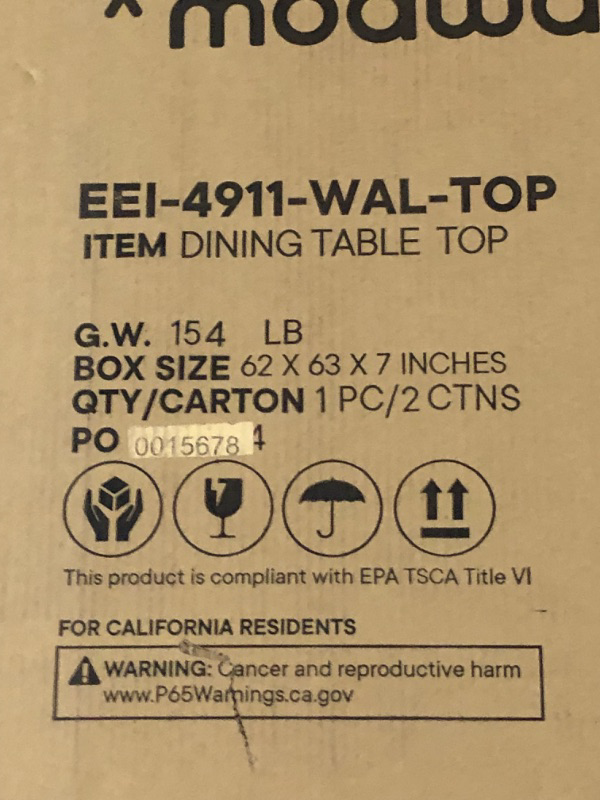 EEI-4911-WAL-TOP
ITEM DINING TABLE TOP
G.W. 154 LB
BOX SIZE 62 X 63 X 7 INCHES
QTY/CARTON 1 PC/2 CTNS
PO 0015678
This product is compliant with EPA TSCA Title VI
FOR CALIFORNIA RESIDENTS
WARNING: Cancer and reproductive harm
www.P65Warnings.ca.gov